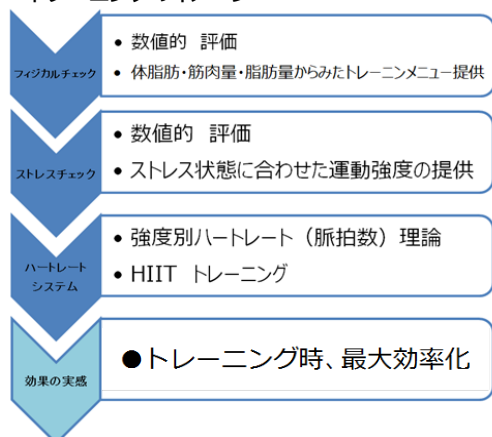 フィジカルチェック
• 数値的 評価
• 体脂肪・筋肉量・脂肪量からみたトレーニンメニュー提供
ストレスチェック
• 数値的 評価
• ストレス状態に合わせた運動強度の提供
ハートレート
システム
• 強度別ハートレート（脈拍数）理論
• HIIT トレーニング
効果の実感
●トレーニング時、最大効率化